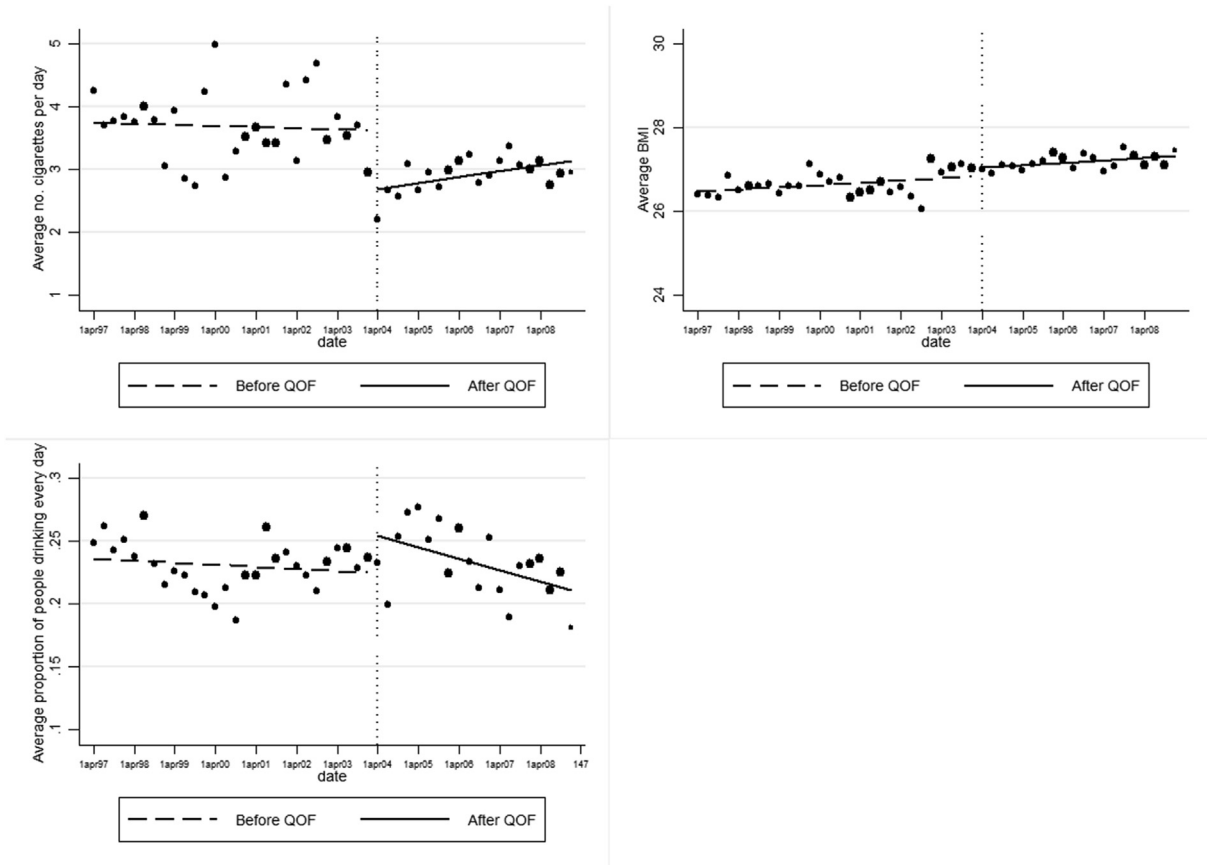 Average no. cigarettes per day
5
4
3
2
1
1apr97 1apr98 1apr99 1apr00 1apr01 1apr02 1apr03 1apr04 1apr05 1apr06 1apr07 1apr08
date
Before QOF After QOF
Average BMI
30
28
26
24
1apr97 1apr98 1apr99 1apr00 1apr01 1apr02 1apr03 1apr04 1apr05 1apr06 1apr07 1apr08
date
Before QOF After QOF
Average proportion of people drinking every day
.3
.25
.2
.15
.1
1apr97 1apr98 1apr99 1apr00 1apr01 1apr02 1apr03 1apr04 1apr05 1apr06 1apr07 1apr08 147
date
Before QOF After QOF